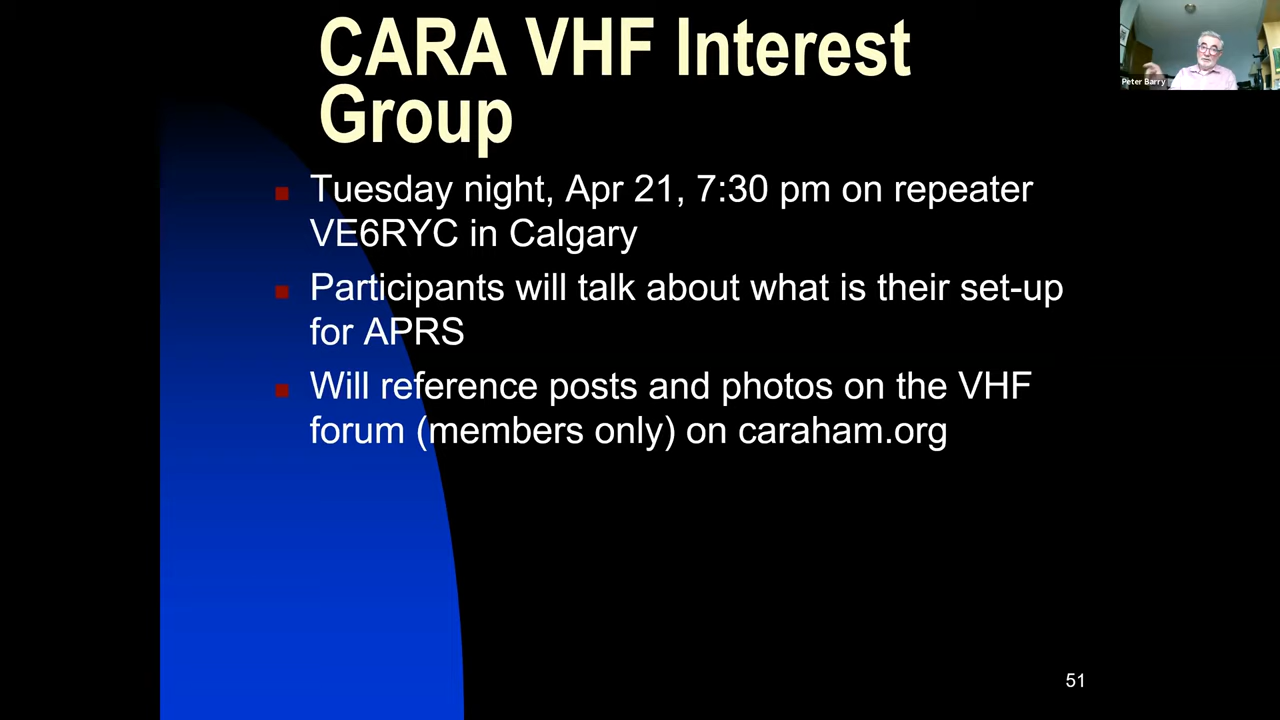 CARA VHF Interest
Group
Peter Barry
Tuesday night, Apr 21, 7:30 pm on repeater
VE6RYC in Calgary
Participants will talk about what is their set-up
for APRS
Will reference posts and photos on the VHF
forum (members only) on caraham.org
51